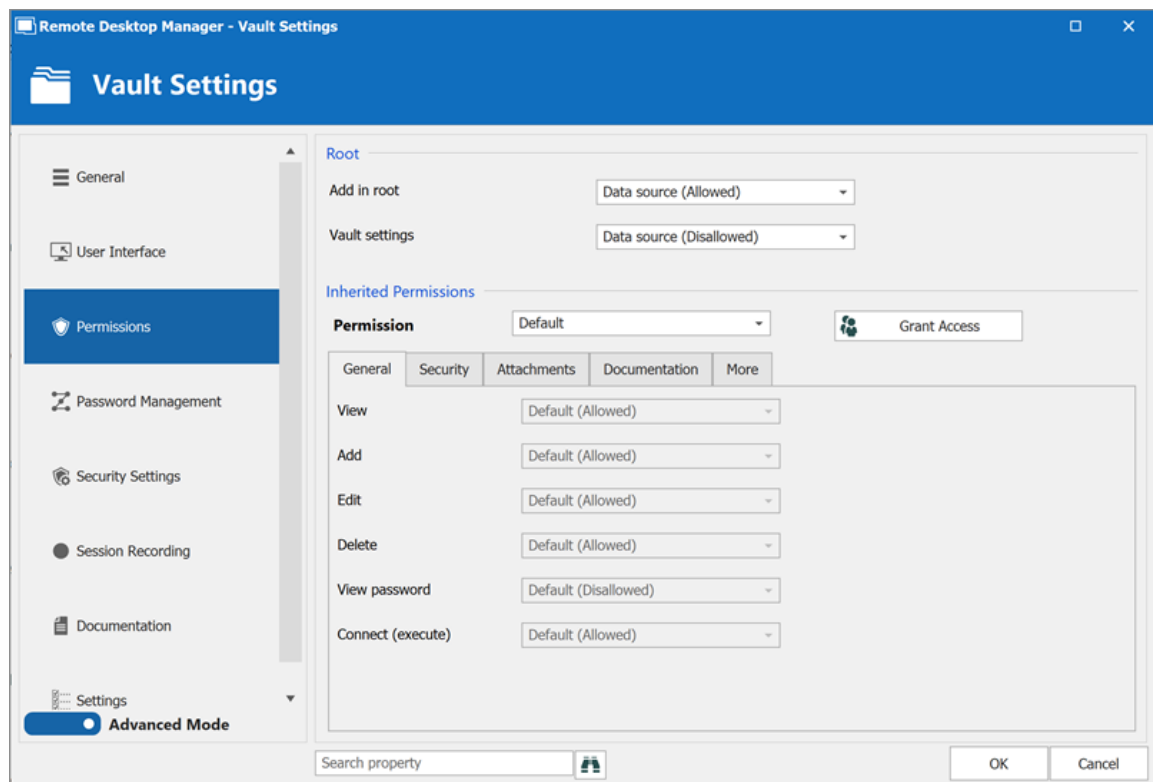 Remote Desktop Manager - Vault Settings
Vault Settings
General
User Interface
Permissions
Password Management
Security Settings
Session Recording
Documentation
Settings
Advanced Mode
Root
Add in root Data source (Allowed)
Vault settings Data source (Disallowed)
Inherited Permissions
Permission Default Grant Access
General Security Attachments Documentation More
View Default (Allowed)
Add Default (Allowed)
Edit Default (Allowed)
Delete Default (Allowed)
View password Default (Disallowed)
Connect (execute) Default (Allowed)
Search property
OK Cancel